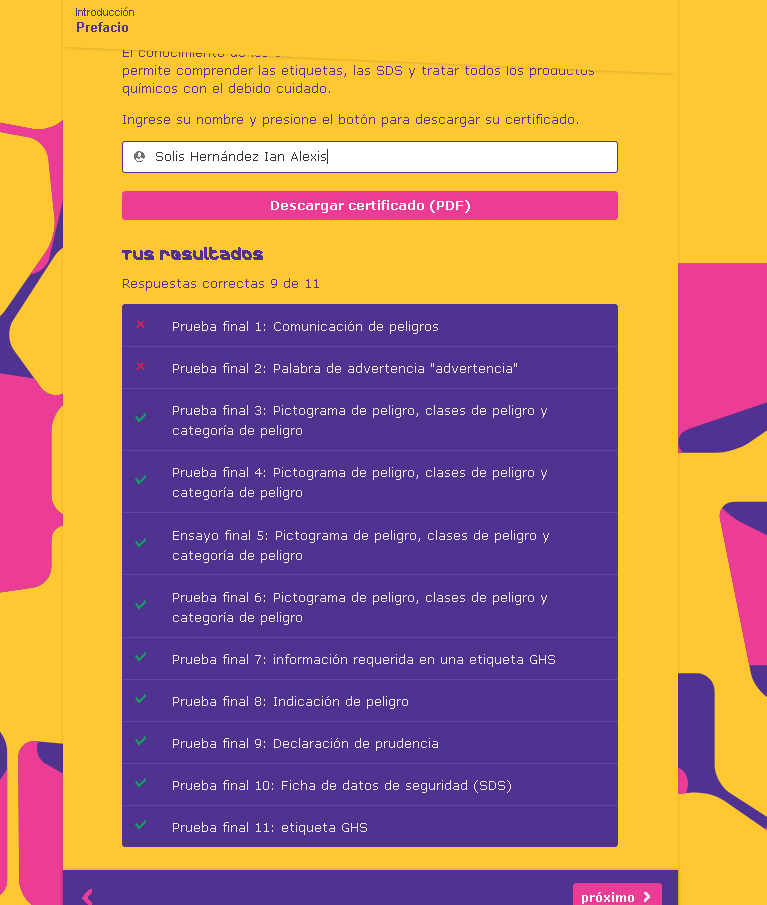 Introducción
Prefacio
permite comprender las etiquetas, las SDS y tratar todos los productos
químicos con el debido cuidado.
Ingrese su nombre y presione el botón para descargar su certificado.
Solis Hernández Ian Alexis
Descargar certificado (PDF)
Tus resultados
Respuestas correctas 9 de 11
Prueba final 1: Comunicación de peligros
Prueba final 2: Palabra de advertencia "advertencia"
Prueba final 3: Pictograma de peligro, clases de peligro y
categoría de peligro
Prueba final 4: Pictograma de peligro, clases de peligro y
categoría de peligro
Ensayo final 5: Pictograma de peligro, clases de peligro y
categoría de peligro
Prueba final 6: Pictograma de peligro, clases de peligro y
categoría de peligro
Prueba final 7: información requerida en una etiqueta GHS
Prueba final 8: Indicación de peligro
Prueba final 9: Declaración de prudencia
Prueba final 10: Ficha de datos de seguridad (SDS)
Prueba final 11: etiqueta GHS
próximo